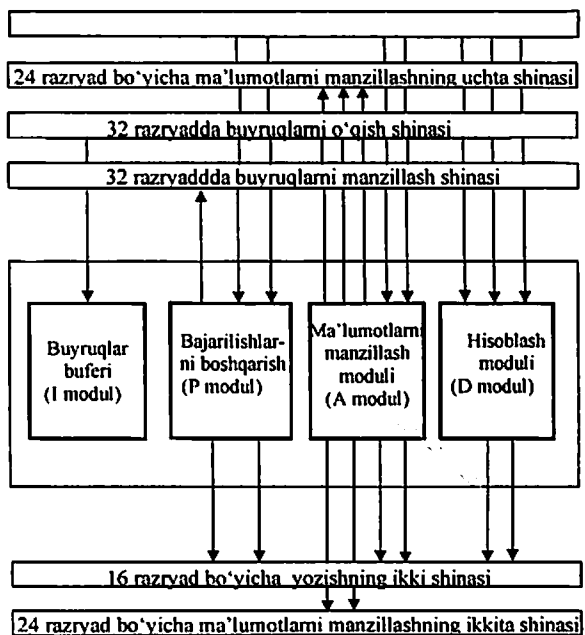 24 razryad bo‘yicha ma’lumotlarni manzillashning uchta shinasi
32 razryadda buyruqlarni o‘qish shinasi
32 razryaddda buyruqlarni manzillash shinasi
Buyruqlar
buferi
(I modul)
Bajarilishlar-
ni boshqarish
(P modul)
Ma’lumotlarni
manzillash
moduli
(A modul)
Hisoblash
moduli
(D modul)
16 razryad bo‘yicha yozishning ikki shinasi
24 razryad bo‘yicha ma’lumotlarni manzillashning ikkita shinasi